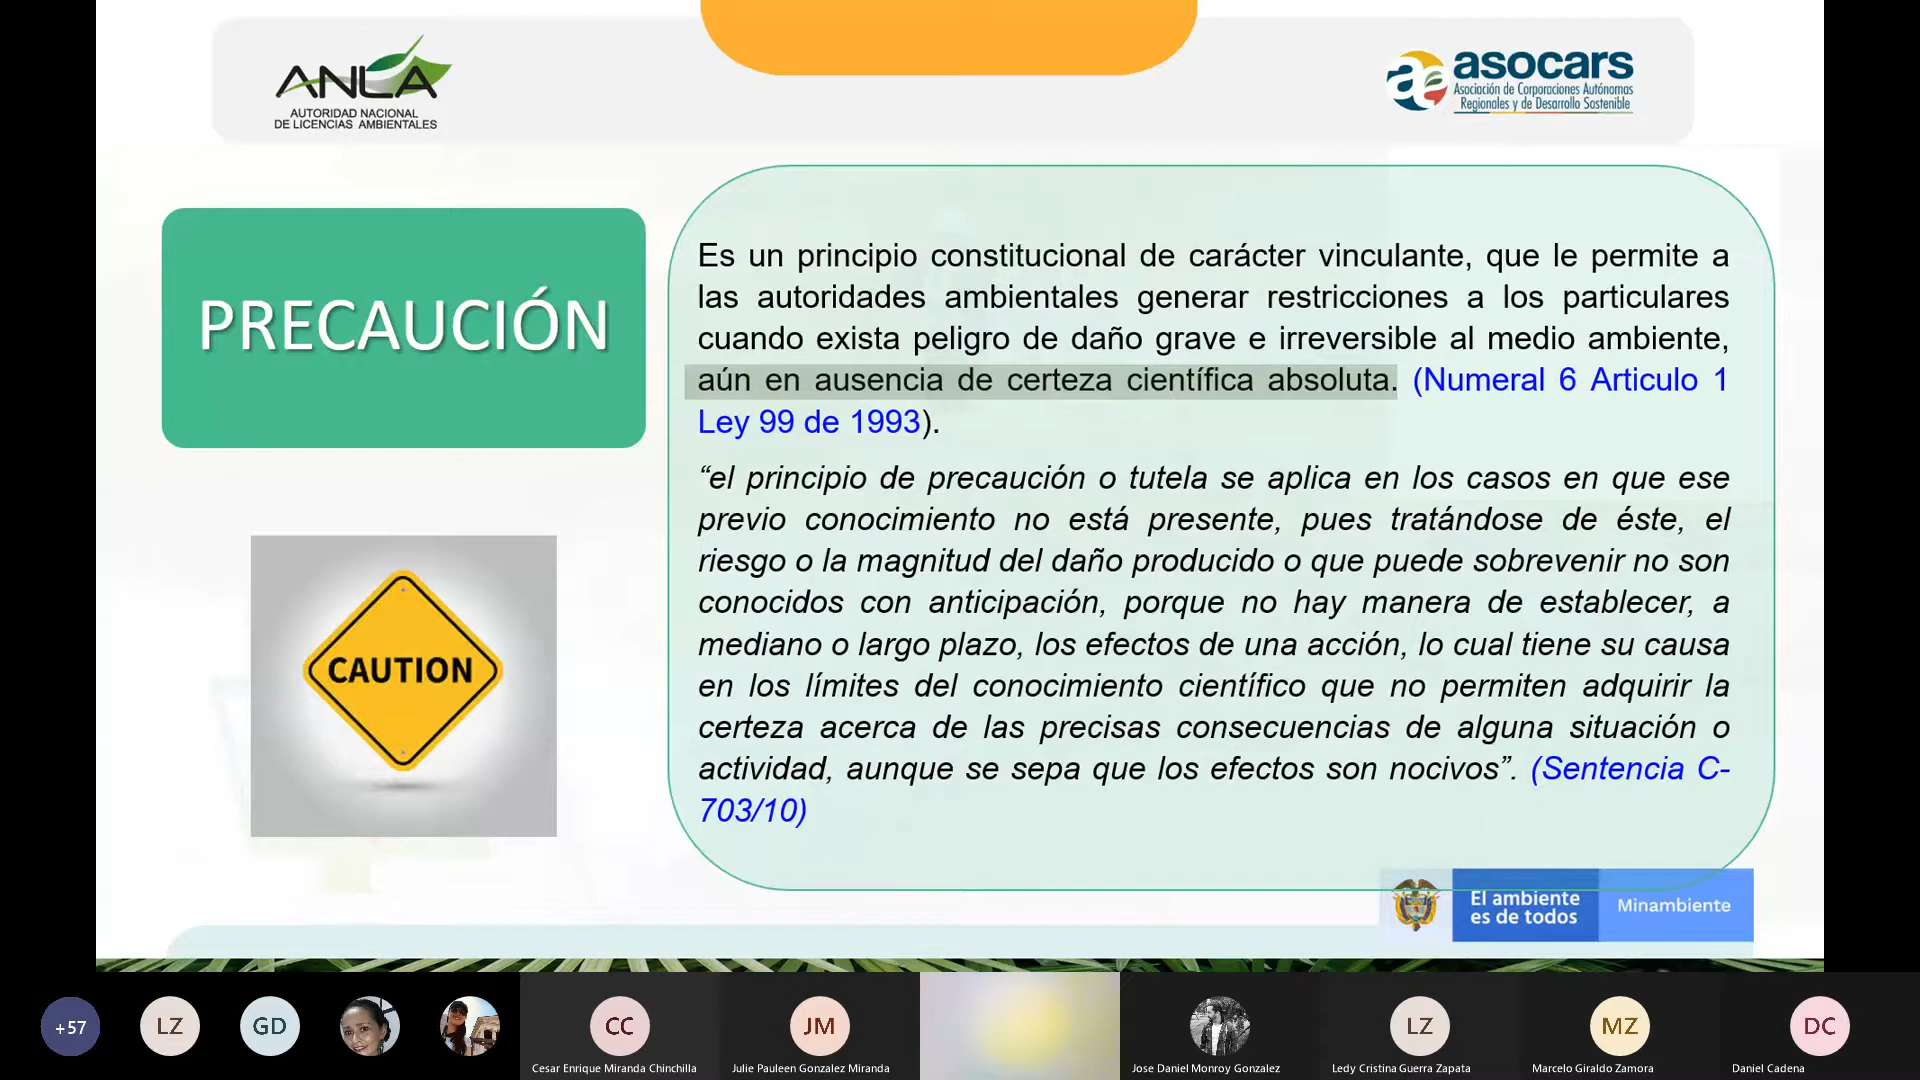 ANLA
AUTORIDAD NACIONAL
DE LICENCIAS AMBIENTALES
ae asocars
Asociación de Corporaciones Autónomas
Regionales y de Desarrollo Sostenible
PRECAUCIÓN
CAUTION
Es un principio constitucional de carácter vinculante, que le permite a
las autoridades ambientales generar restricciones a los particulares
cuando exista peligro de daño grave e irreversible al medio ambiente,
aún en ausencia de certeza científica absoluta. (Numeral 6 Articulo 1
Ley 99 de 1993).
“el principio de precaución o tutela se aplica en los casos en que ese
previo conocimiento no está presente, pues tratándose de éste, el
riesgo o la magnitud del daño producido o que puede sobrevenir no son
conocidos con anticipación, porque no hay manera de establecer, a
mediano o largo plazo, los efectos de una acción, lo cual tiene su causa
en los límites del conocimiento científico que no permiten adquirir la
certeza acerca de las precisas consecuencias de alguna situación o
actividad, aunque se sepa que los efectos son nocivos”. (Sentencia C-
703/10)
El ambiente
es de todos
Minambiente
+57
LZ
GD
CC
Cesar Enrique Miranda Chinchilla
JM
Julie Pauleen Gonzalez Miranda
Jose Daniel Monroy Gonzalez
LZ
Ledy Cristina Guerra Zapata
MZ
Marcelo Giraldo Zamora
DC
Daniel Cadena